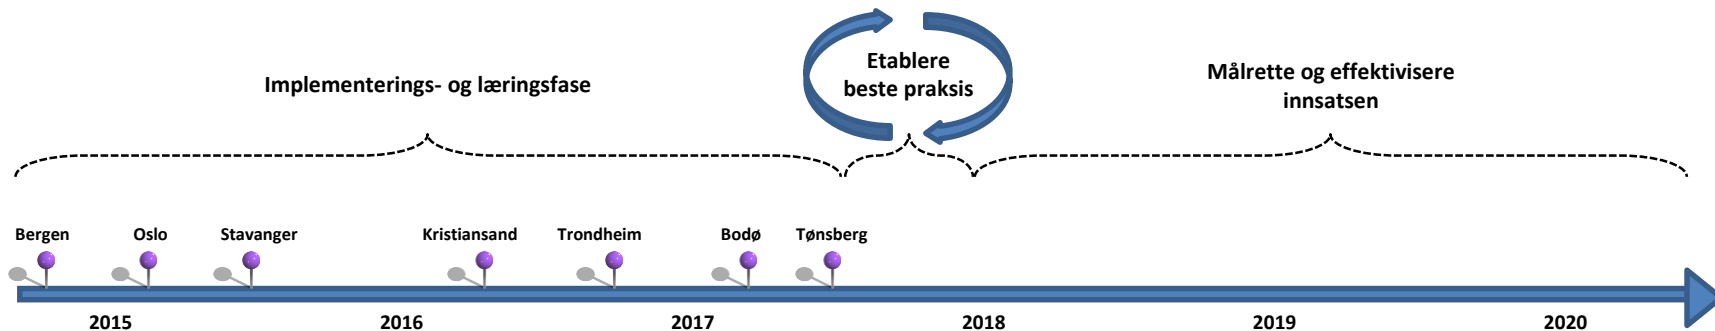 Implementerings- og læringsfase
Etablere
beste praksis
Målrette og effektivisere
innsatsen
Bergen
Oslo
Stavanger
Kristiansand
Trondheim
Bodø
Tønsberg
2015
2016
2017
2018
2019
2020